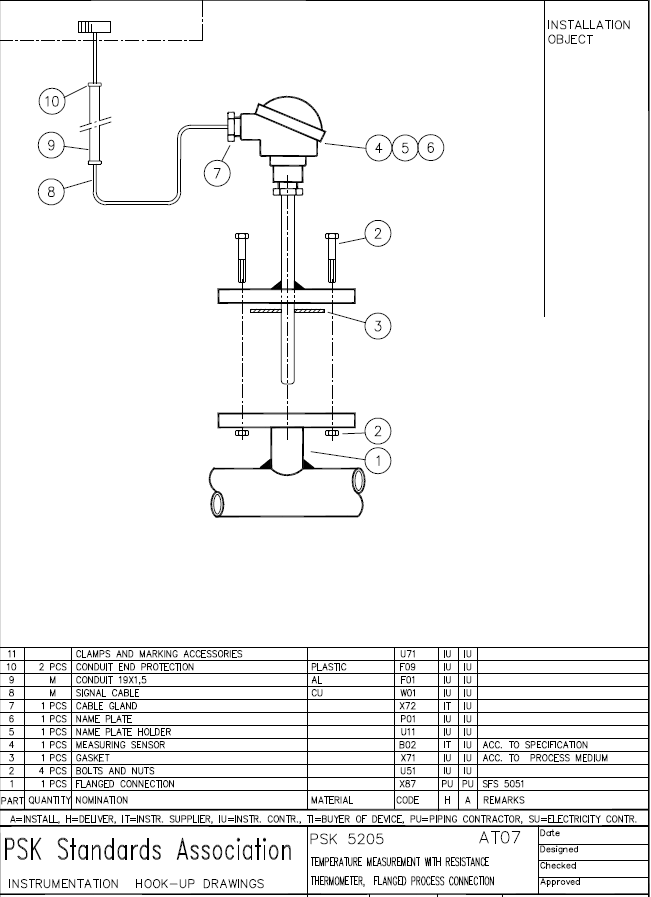 INSTALLATION
OBJECT
10
9
8
7
4 5 6
2
3
2
1
11 CLAMPS AND MARKING ACCESSORIES U71 IU IU
10 2 PCS CONDUIT END PROTECTION PLASTIC F09 IU IU
9 M CONDUIT 19X1,5 AL F01 IU IU
8 M SIGNAL CABLE CU W01 IU IU
7 1 PCS CABLE GLAND X72 IT IU
6 1 PCS NAME PLATE P01 IU IU
5 1 PCS NAME PLATE HOLDER U11 IU IU
4 1 PCS MEASURING SENSOR B02 IT IU ACC. TO SPECIFICATION
3 1 PCS GASKET X71 IU IU ACC. TO PROCESS MEDIUM
2 4 PCS BOLTS AND NUTS U51 IU IU
1 1 PCS FLANGED CONNECTION X87 PU PU SFS 5051
PART QUANTITY NOMINATION MATERIAL CODE H A REMARKS
A=INSTALL, H=DELIVER, IT=INSTR. SUPPLIER, IU=INSTR. CONTR., TI=BUYER OF DEVICE, PU=PIPING CONTRACTOR, SU=ELECTRICITY CONTR.
PSK Standards Association
INSTRUMENTATION HOOK-UP DRAWINGS
PSK 5205 AT07
TEMPERATURE MEASUREMENT WITH RESISTANCE
THERMOMETER, FLANGED PROCESS CONNECTION
Date
Designed
Checked
Approved